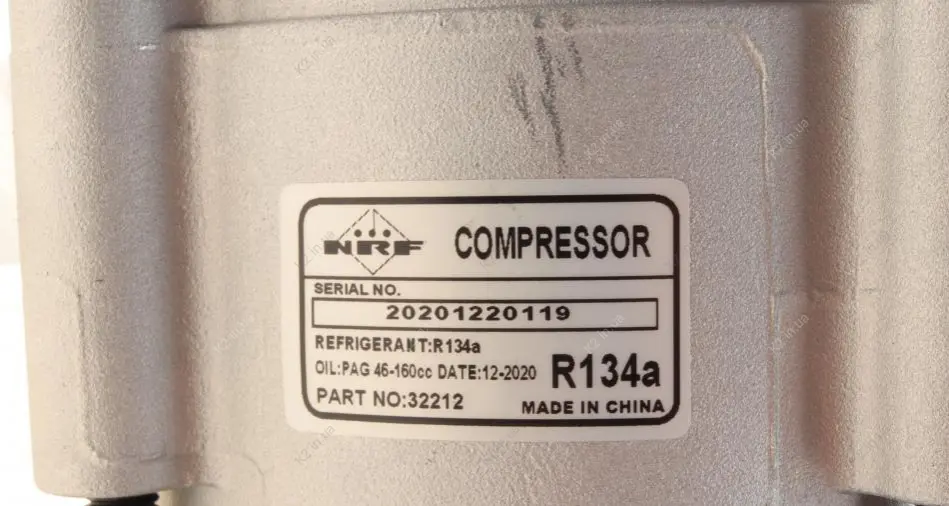 NRF COMPRESSOR
SERIAL NO.
20201220119
REFRIGERANT:R134a
OIL:PAG 46-160cc DATE:12-2020 R134a
PART NO:32212 MADE IN CHINA